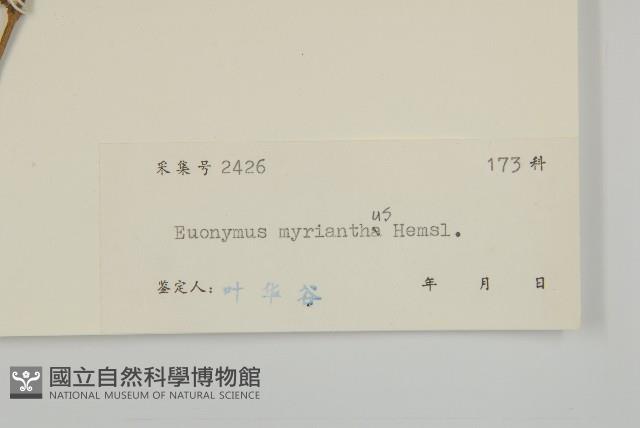 采集号 2426 173 科
us
Euonymus myriantha Hemsl.
鉴定人: 叶华谷 年 月 日
國立自然科學博物館
NATIONAL MUSEUM OF NATURAL SCIENCE